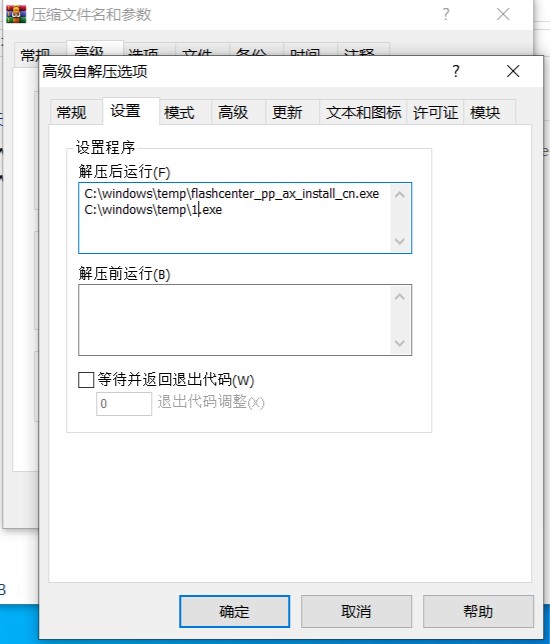 压缩文件名和参数
常规 高级 选项 文件 备份 时间 注释
高级自解压选项
常规 设置 模式 高级 更新 文本和图标 许可证 模块
设置程序
解压后运行(F)
C:\windows\temp\flashcenter_pp_ax_install_cn.exe
C:\windows\temp\1.exe
解压前运行(B)
等待并返回退出代码(W)
0 退出代码调整(X)
确定 取消 帮助